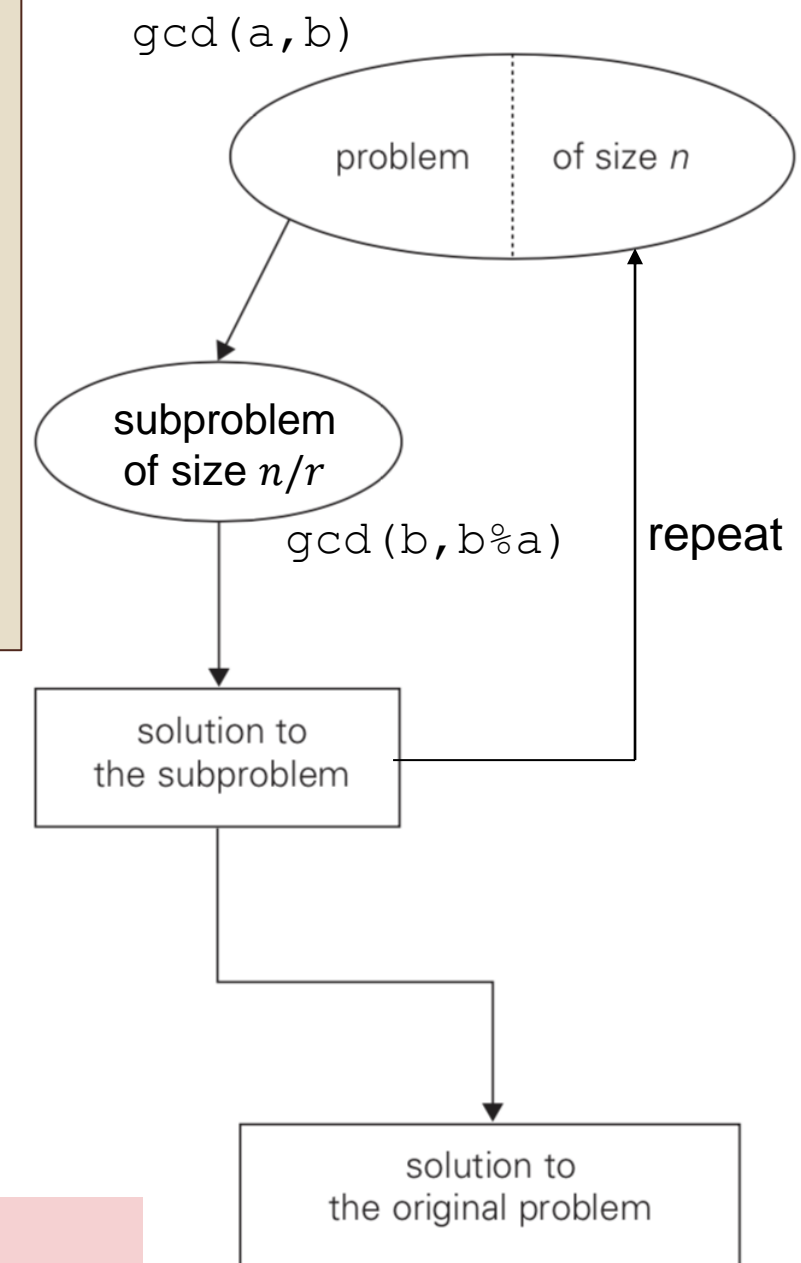 gcd(a,b)
problem of size n
subproblem
of size n/r
gcd(b,b%a)
repeat
solution to
the subproblem
solution to
the original problem